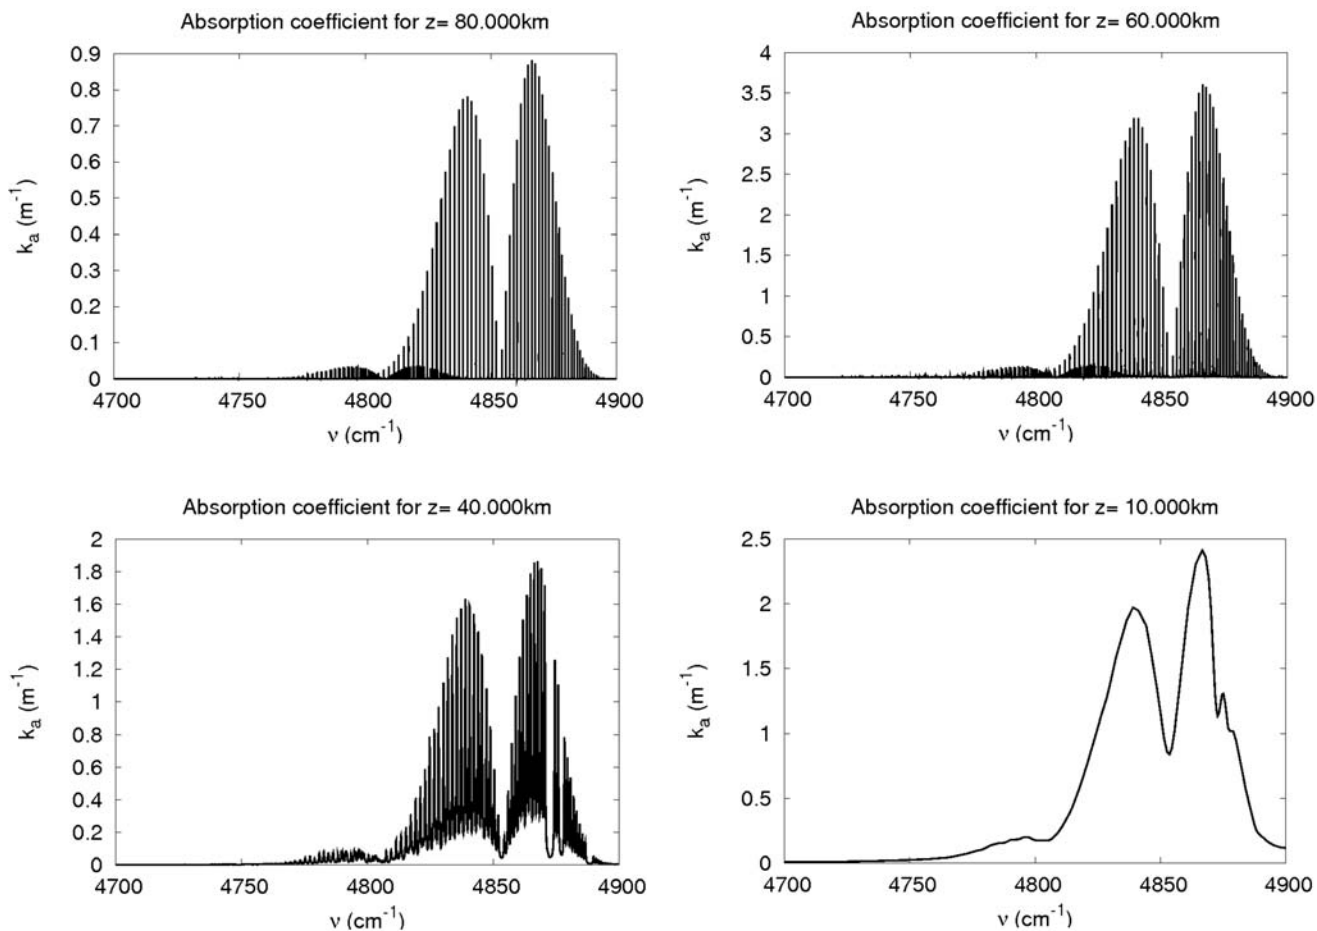 Absorption coefficient for z= 80.000km
0.9
0.8
0.7
0.6
0.5
0.4
0.3
0.2
0.1
0
k_a (m^-1)
4700 4750 4800 4850 4900
ν (cm^-1)
Absorption coefficient for z= 60.000km
4
3.5
3
2.5
2
1.5
1
0.5
0
k_a (m^-1)
4700 4750 4800 4850 4900
ν (cm^-1)
Absorption coefficient for z= 40.000km
2
1.8
1.6
1.4
1.2
1
0.8
0.6
0.4
0.2
0
k_a (m^-1)
4700 4750 4800 4850 4900
ν (cm^-1)
Absorption coefficient for z= 10.000km
2.5
2
1.5
1
0.5
0
k_a (m^-1)
4700 4750 4800 4850 4900
ν (cm^-1)